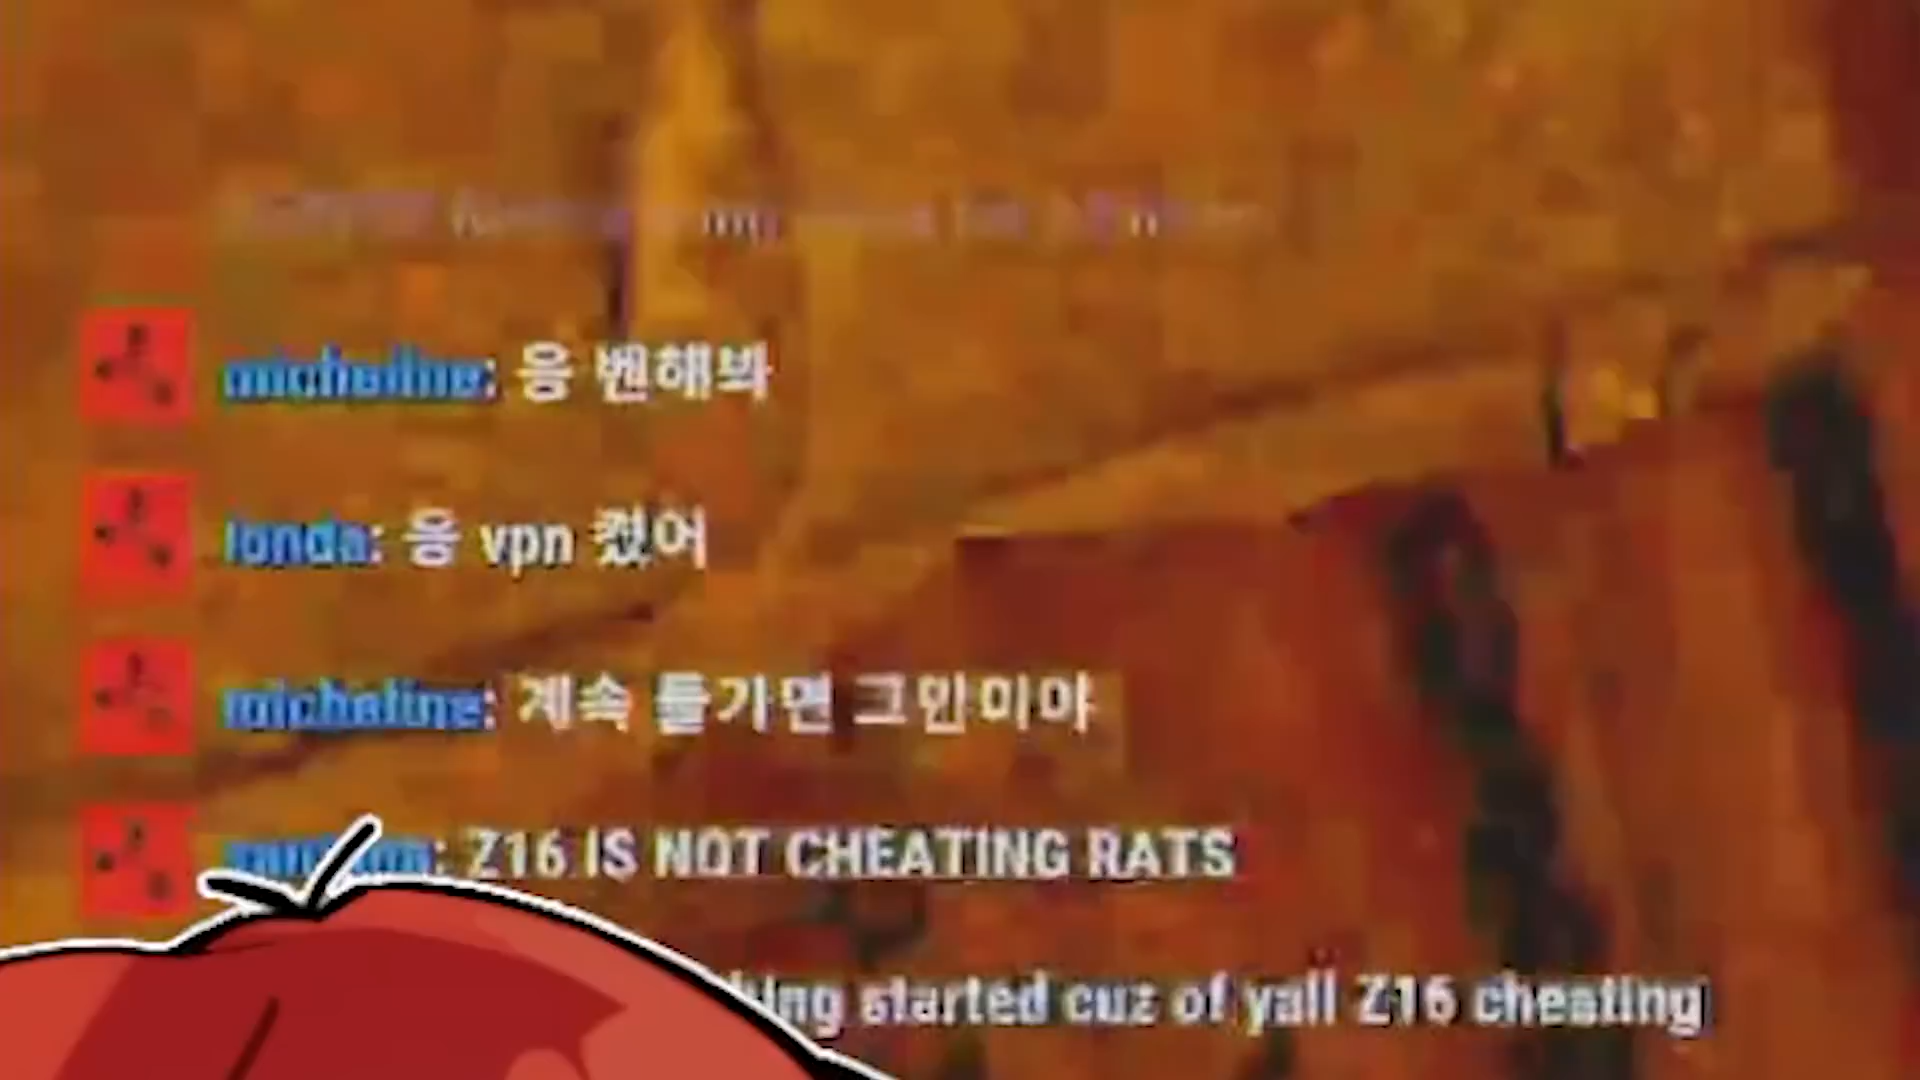 micheline: 응 벤해봐
londa: 응 vpn 켰어
micheline: 계속 들가면 그만이야
: Z16 IS NOT CHEATING RATS
started cuz of yall Z16 cheating